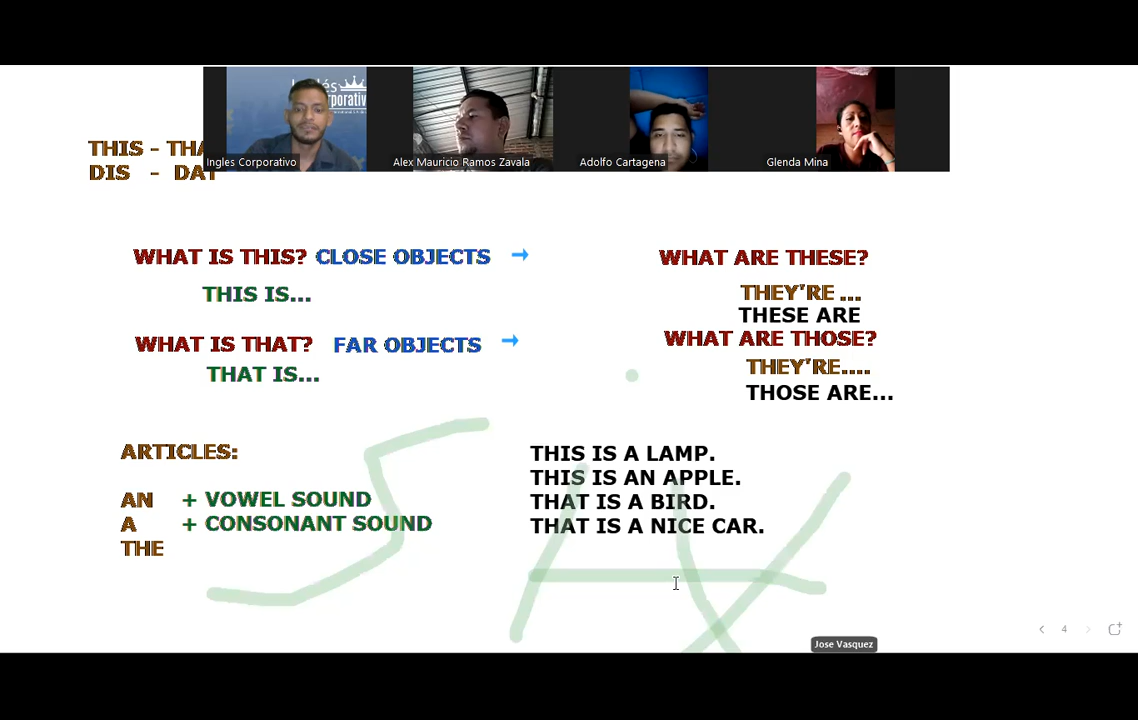 Inglés
Corporativo
Ingles Corporativo
Alex Mauricio Ramos Zavala
Adolfo Cartagena
Glenda Mina
THIS - THA
DIS - DAT
WHAT IS THIS? CLOSE OBJECTS →
THIS IS...
WHAT IS THAT? FAR OBJECTS →
THAT IS...
WHAT ARE THESE?
THEY'RE ...
THESE ARE
WHAT ARE THOSE?
THEY'RE....
THOSE ARE...
ARTICLES:
AN + VOWEL SOUND
A + CONSONANT SOUND
THE
THIS IS A LAMP.
THIS IS AN APPLE.
THAT IS A BIRD.
THAT IS A NICE CAR.
4
Jose Vasquez